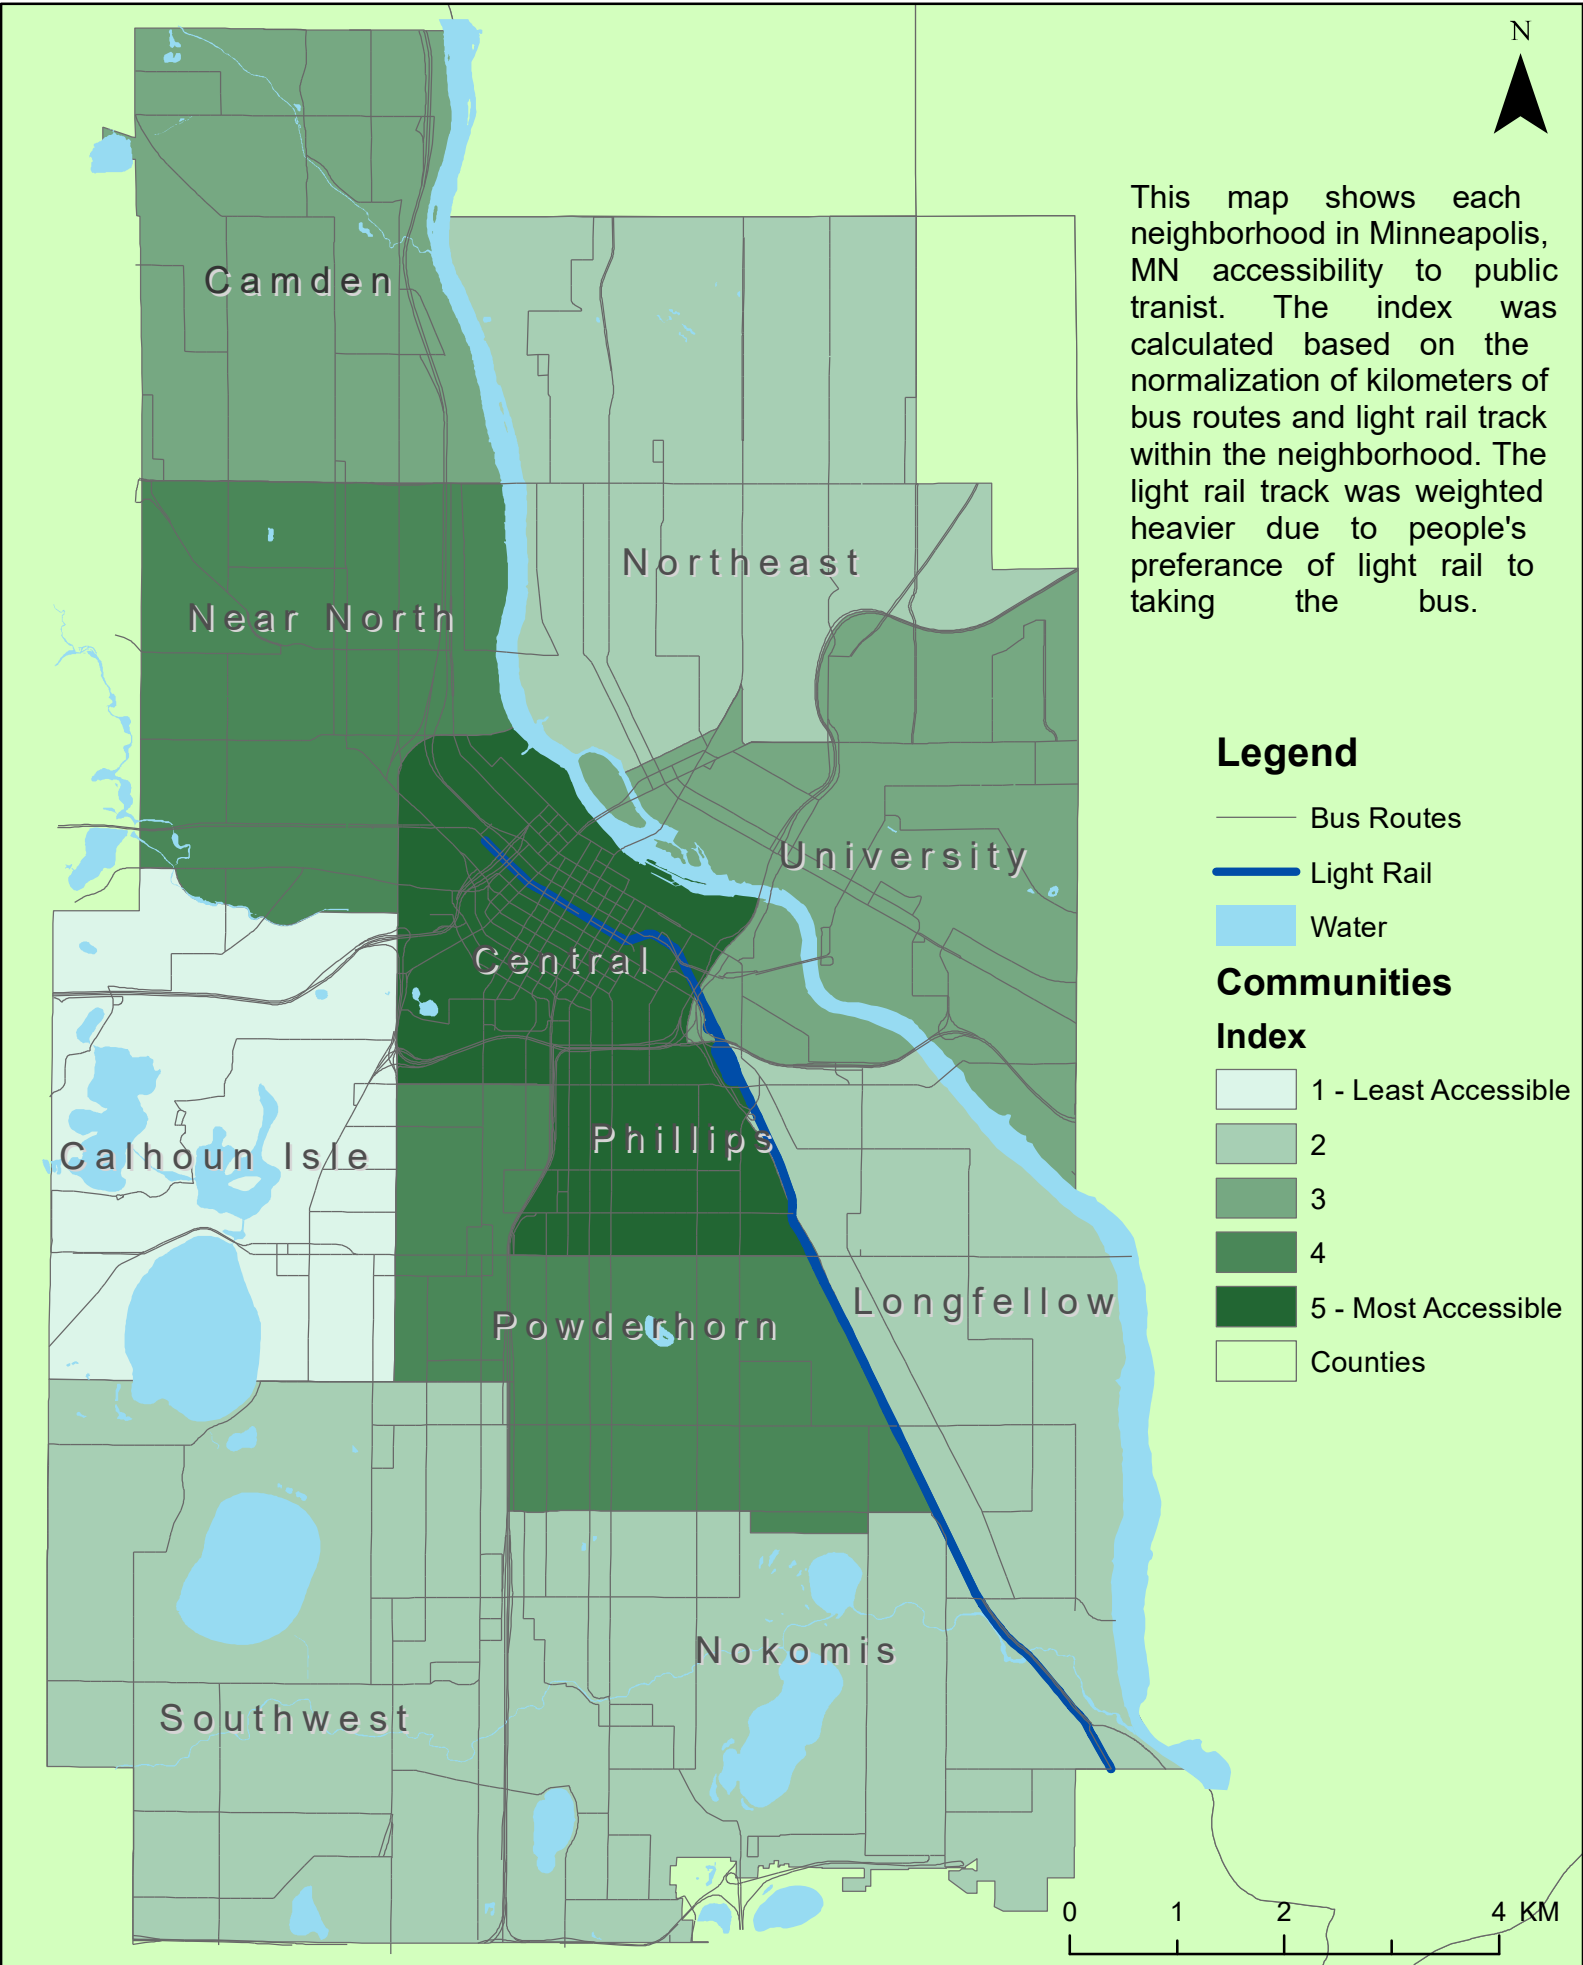 N
This map shows each
neighborhood in Minneapolis,
MN accessibility to public
tranist. The index was
calculated based on the
normalization of kilometers of
bus routes and light rail track
within the neighborhood. The
light rail track was weighted
heavier due to people's
preferance of light rail to
taking the bus.
Camden
Northeast
Near North
University
Central
Phillips
Calhoun Isle
Longfellow
Powderhorn
Nokomis
Southwest
Legend
Bus Routes
Light Rail
Water
Communities
Index
1 - Least Accessible
2
3
4
5 - Most Accessible
Counties
0 1 2 4 KM